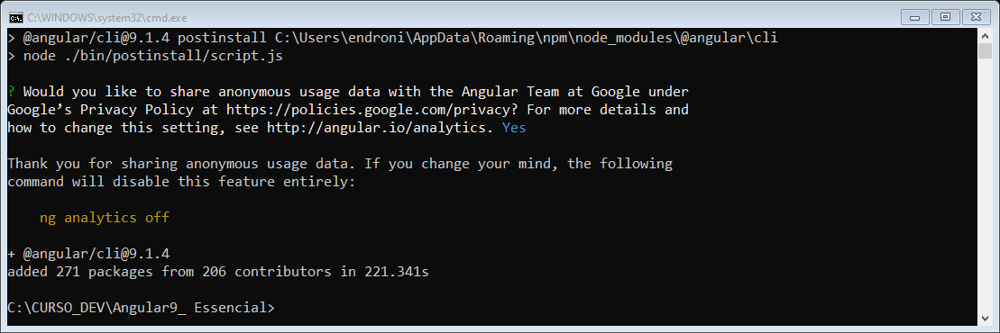 C:\WINDOWS\system32\cmd.exe
> @angular/cli@9.1.4 postinstall C:\Users\endroni\AppData\Roaming\npm\node_modules\@angular\cli
> node ./bin/postinstall/script.js
? Would you like to share anonymous usage data with the Angular Team at Google under
Google’s Privacy Policy at https://policies.google.com/privacy? For more details and
how to change this setting, see http://angular.io/analytics. Yes
Thank you for sharing anonymous usage data. If you change your mind, the following
command will disable this feature entirely:
ng analytics off
+ @angular/cli@9.1.4
added 271 packages from 206 contributors in 221.341s
C:\CURSO_DEV\Angular9_ Essencial>